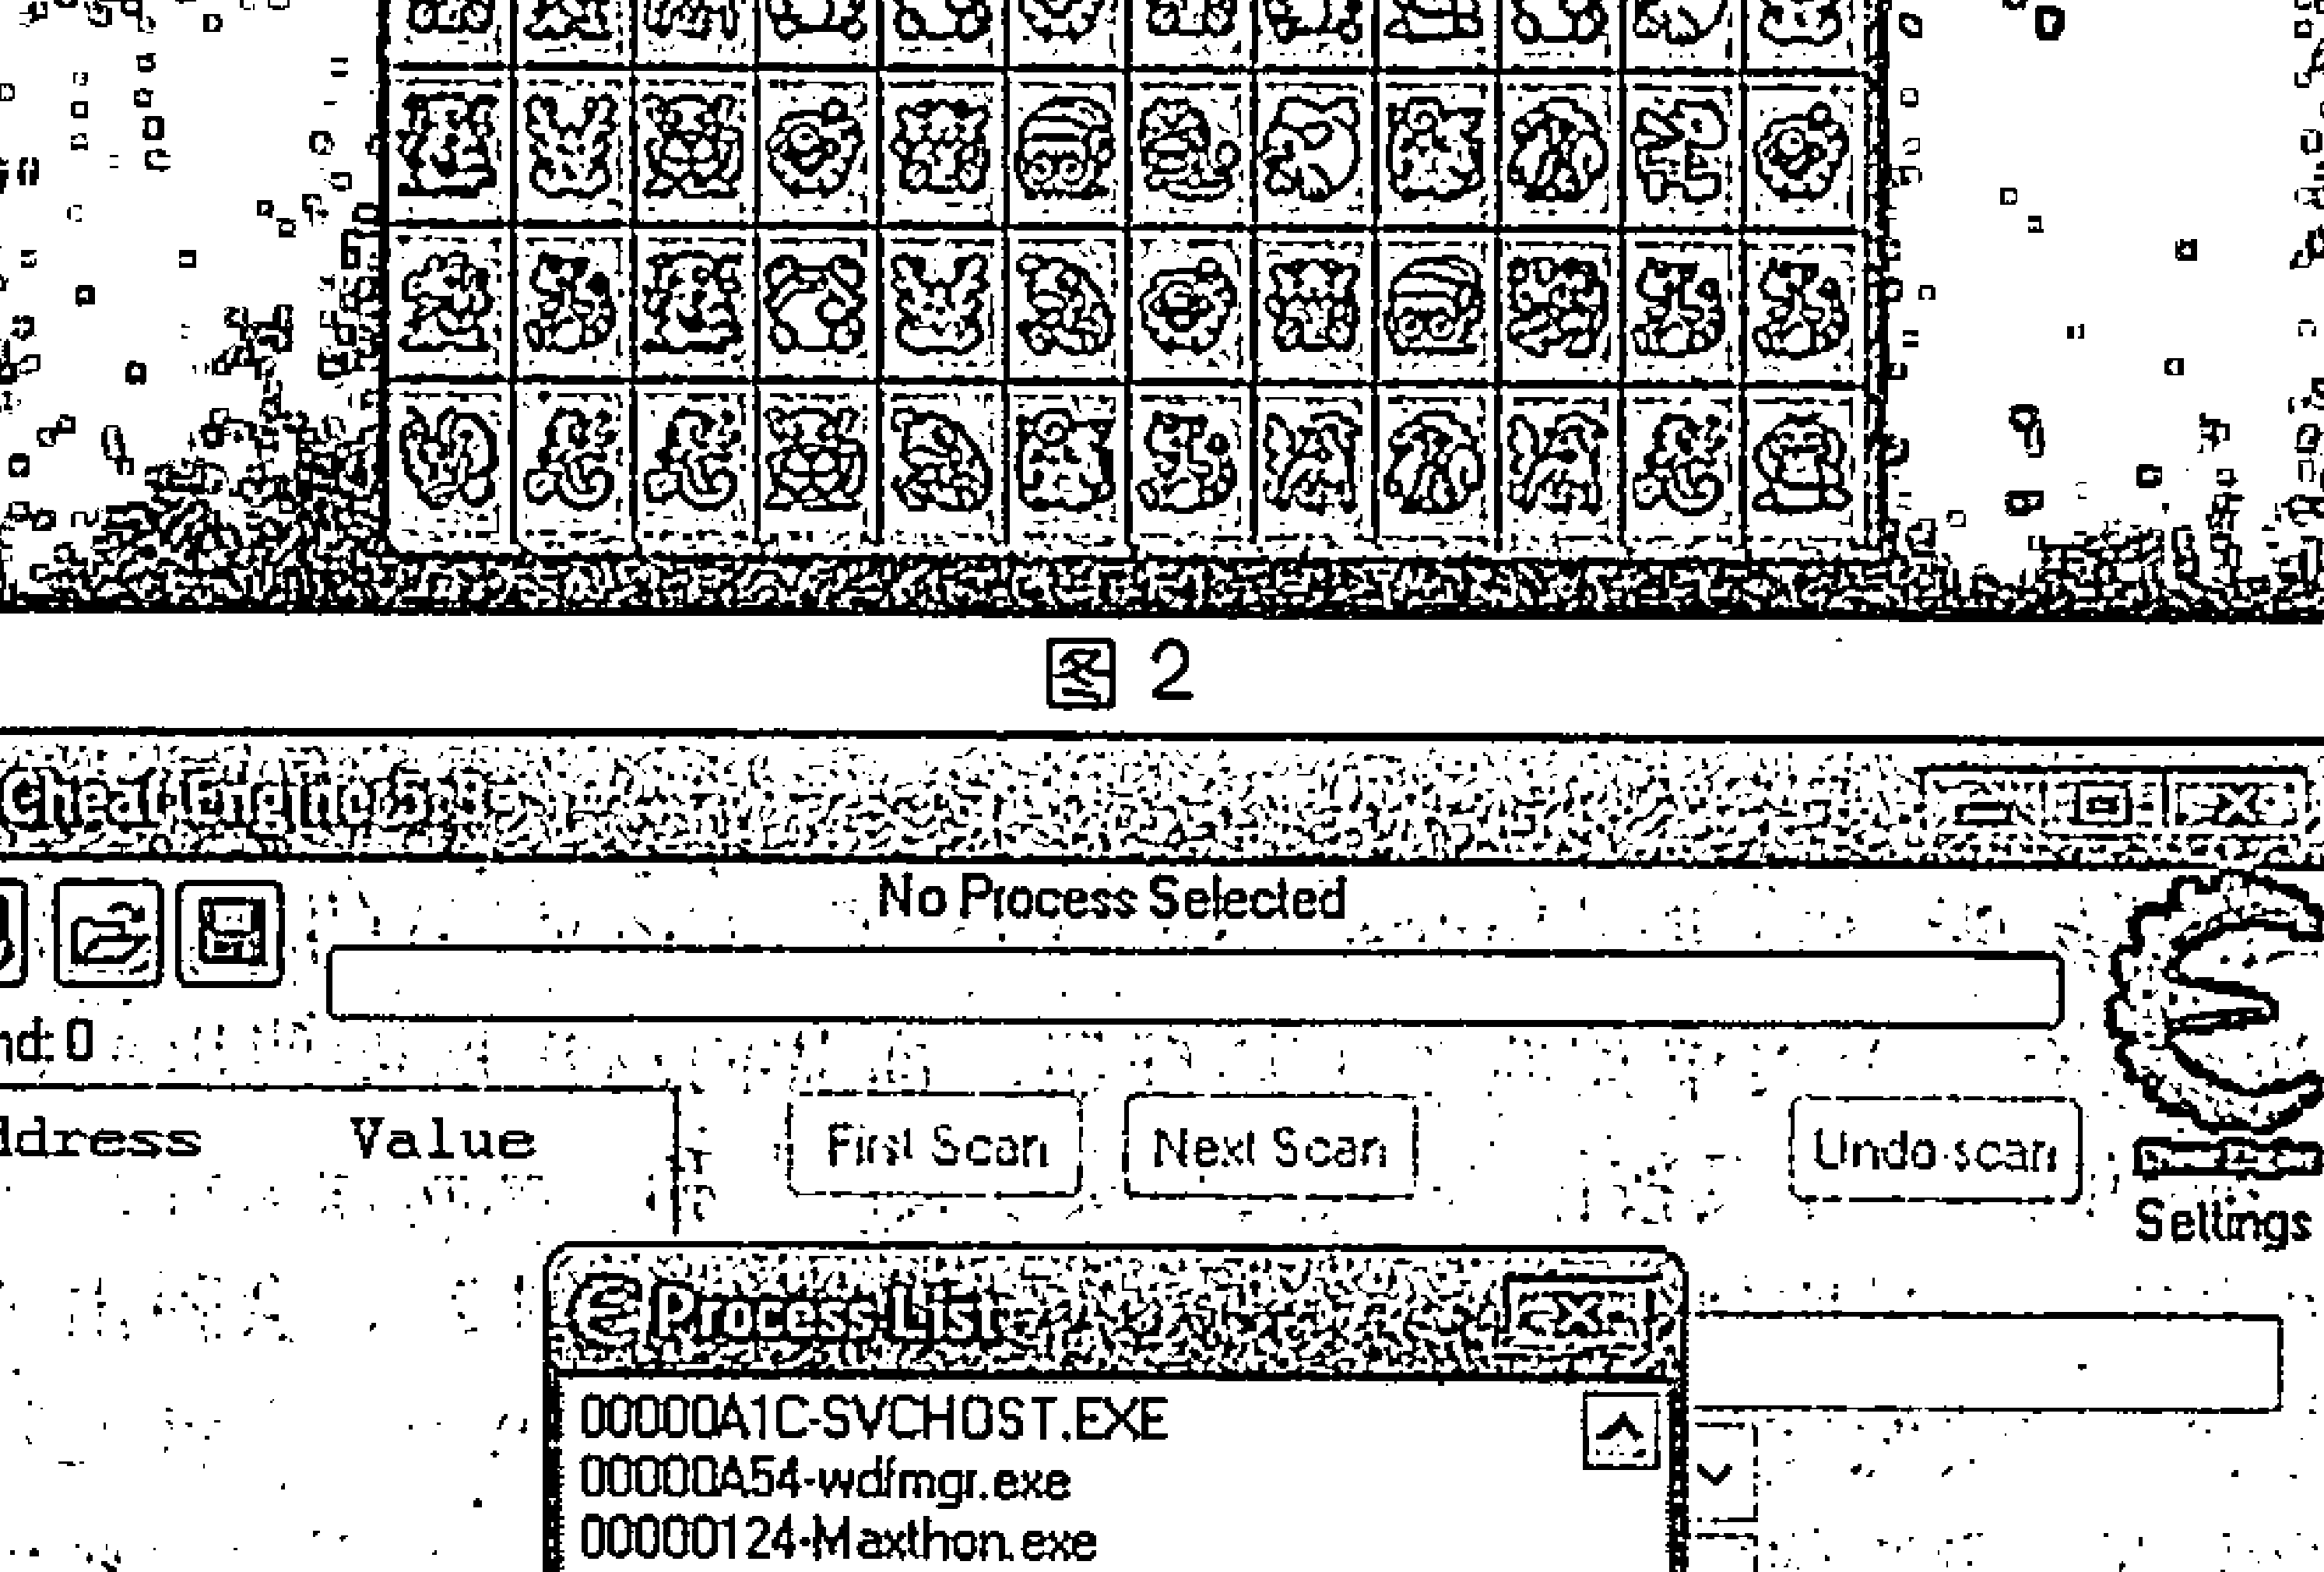 图 2
Cheat Engine 5.3
No Process Selected
nd: 0
ddress Value
First Scan Next Scan Undo scan
Settings
Process List
00000A1C-SVCHOST.EXE
00000A54-wdfmgr.exe
00000124-Maxthon.exe